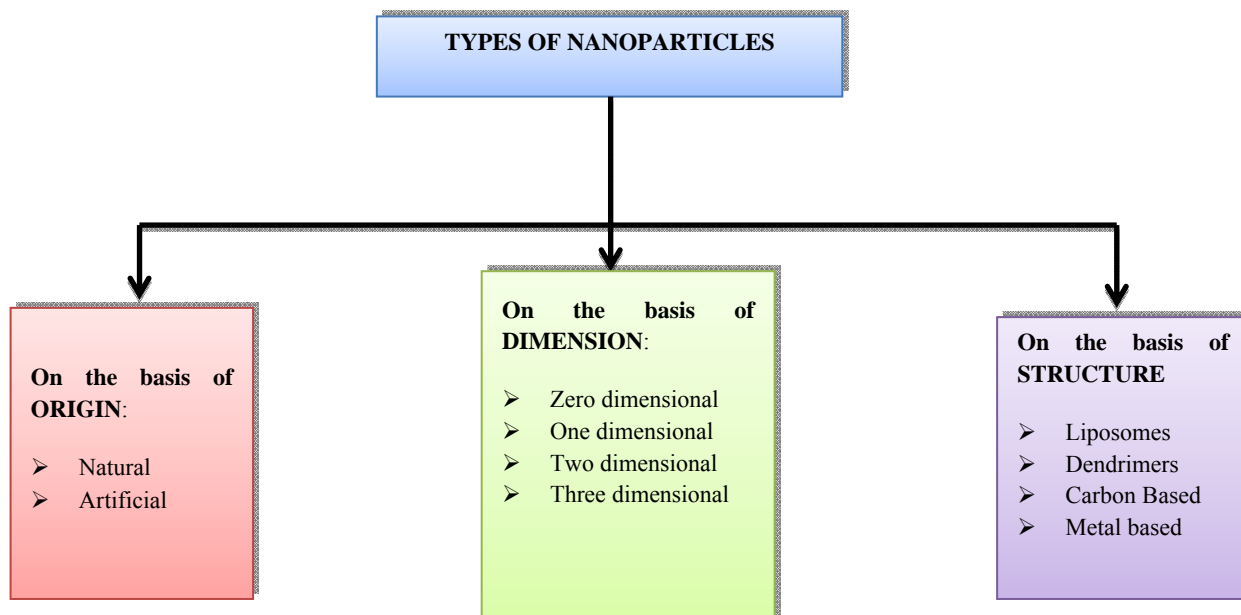 TYPES OF NANOPARTICLES
On the basis of
ORIGIN:
➢ Natural
➢ Artificial
On the basis of
DIMENSION:
➢ Zero dimensional
➢ One dimensional
➢ Two dimensional
➢ Three dimensional
On the basis of
STRUCTURE
➢ Liposomes
➢ Dendrimers
➢ Carbon Based
➢ Metal based